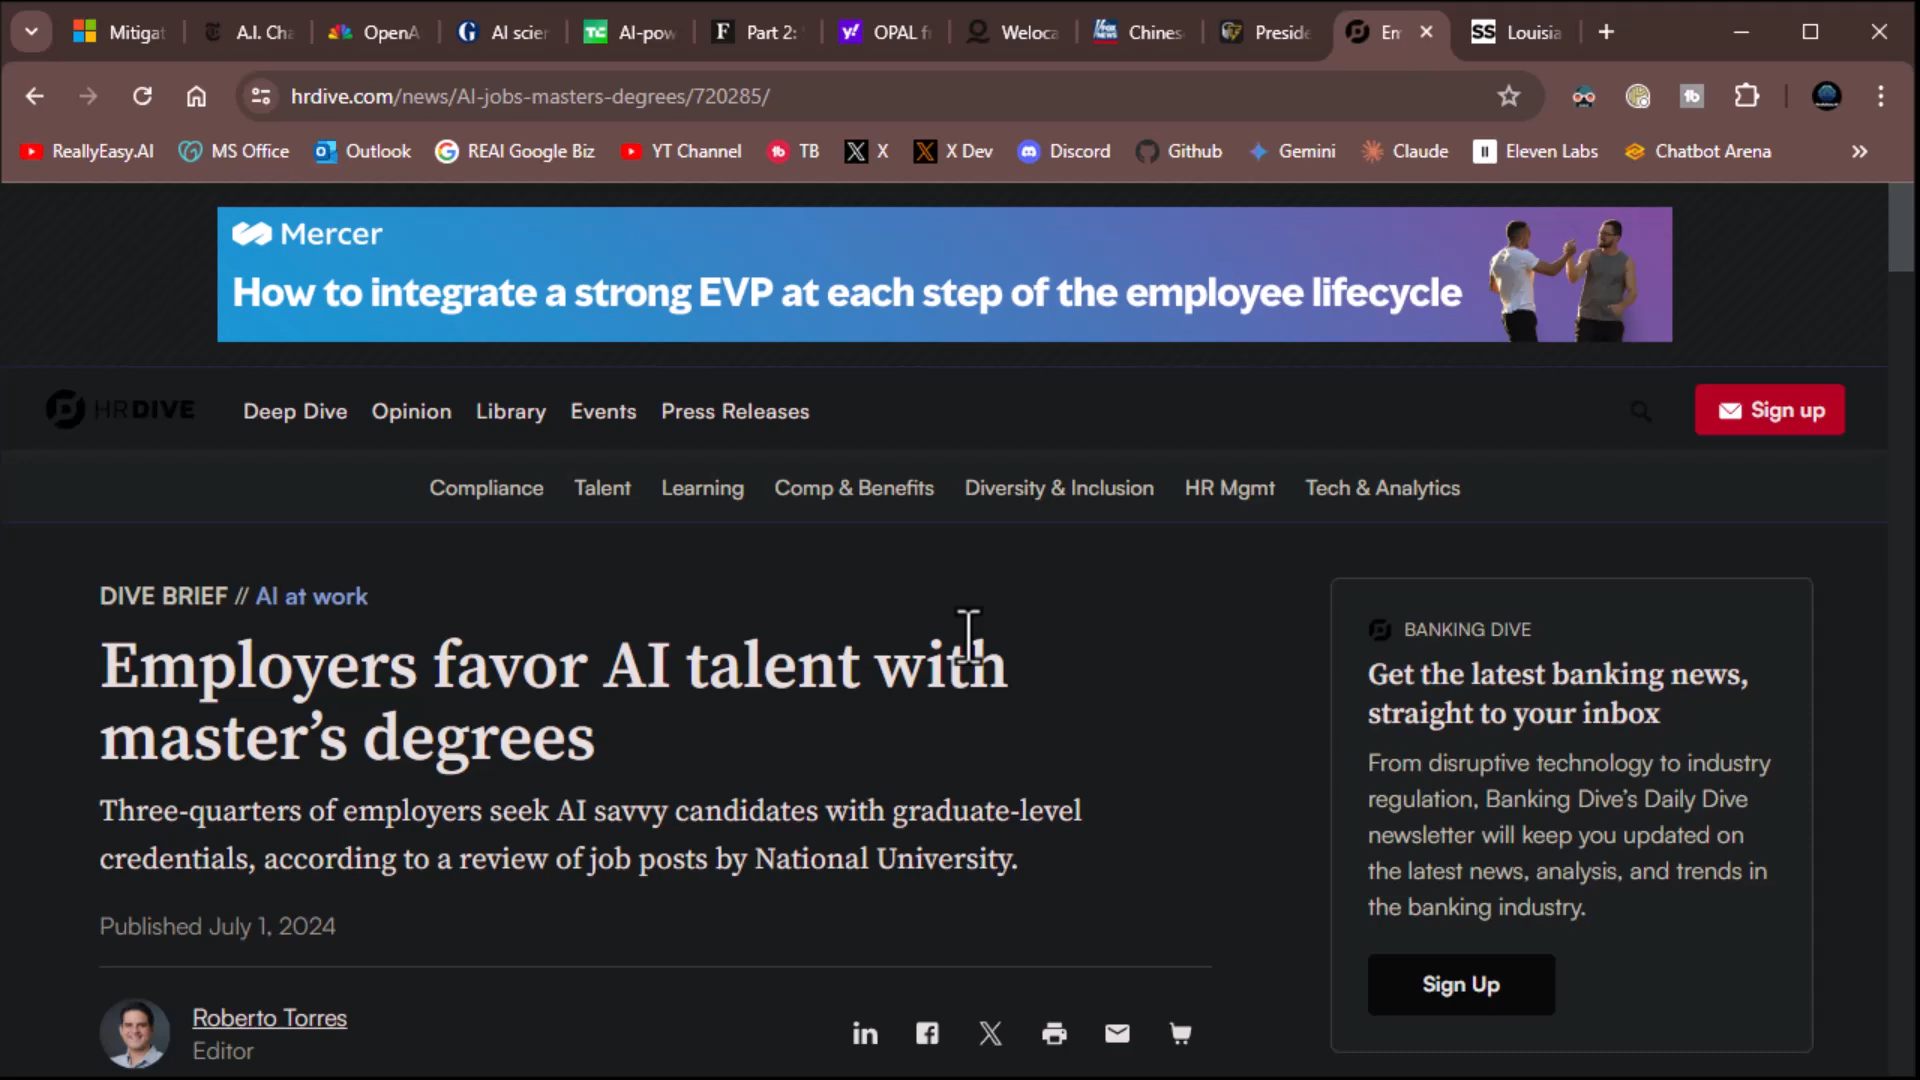 Mitigat
A.I. Cha
OpenA
AI scien
AI-pow
Part 2:
OPAL f
Weloca
Chines
Preside
Em
Louisia
hrdive.com/news/AI-jobs-masters-degrees/720285/
ReallyEasy.AI
MS Office
Outlook
REAI Google Biz
YT Channel
TB
X
X Dev
Discord
Github
Gemini
Claude
Eleven Labs
Chatbot Arena
Mercer
How to integrate a strong EVP at each step of the employee lifecycle
HRDIVE
Deep Dive
Opinion
Library
Events
Press Releases
Sign up
Compliance
Talent
Learning
Comp & Benefits
Diversity & Inclusion
HR Mgmt
Tech & Analytics
DIVE BRIEF // AI at work
Employers favor AI talent with
master’s degrees
Three-quarters of employers seek AI savvy candidates with graduate-level
credentials, according to a review of job posts by National University.
Published July 1, 2024
Roberto Torres
Editor
BANKING DIVE
Get the latest banking news,
straight to your inbox
From disruptive technology to industry
regulation, Banking Dive’s Daily Dive
newsletter will keep you updated on
the latest news, analysis, and trends in
the banking industry.
Sign Up